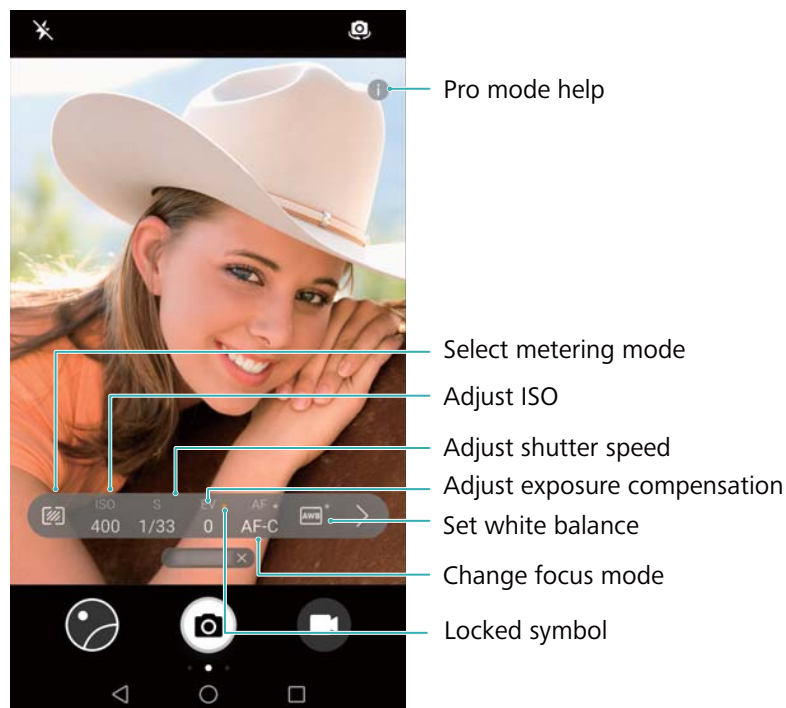 Pro mode help
Select metering mode
Adjust ISO
Adjust shutter speed
Adjust exposure compensation
Set white balance
Change focus mode
Locked symbol
ISO S EV AF
400 1/33 0 AF-C AWB